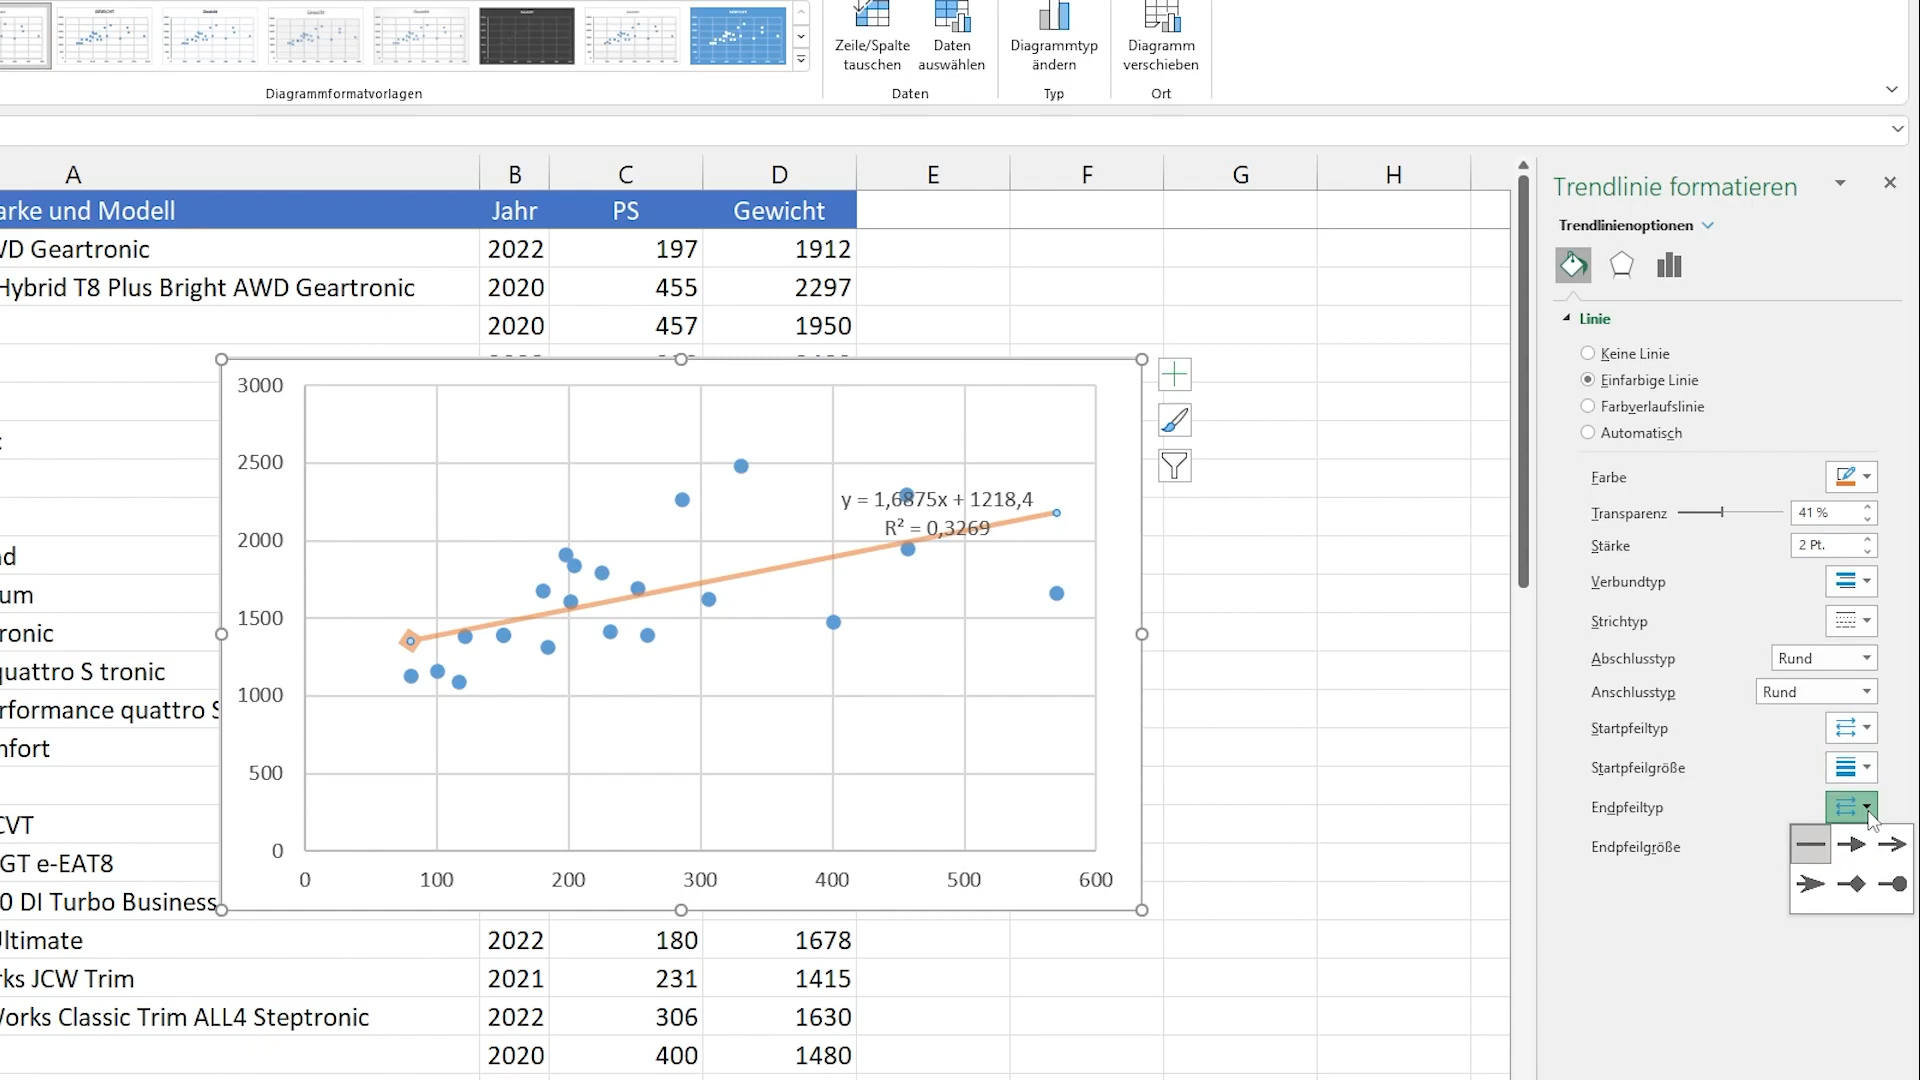 Zeile/Spalte tauschen
Daten auswählen
Diagrammtyp ändern
Diagramm verschieben
Diagrammformatvorlagen
Daten
Typ
Ort
A B C D E F G H
arke und Modell Jahr PS Gewicht
VD Geartronic 2022 197 1912
Hybrid T8 Plus Bright AWD Geartronic 2020 455 2297
2020 457 1950
3000
2500
2000
1500
1000
500
0
0 100 200 300 400 500 600
y = 1,6875x + 1218,4
R² = 0,3269
d
um
ronic
quattro S tronic
rformance quattro S
nfort
CVT
GT e-EAT8
0 DI Turbo Business
Ultimate 2022 180 1678
rks JCW Trim 2021 231 1415
Works Classic Trim ALL4 Steptronic 2022 306 1630
2020 400 1480
Trendlinie formatieren
Trendlinienoptionen
Linie
Keine Linie
Einfarbige Linie
Farbverlaufslinie
Automatisch
Farbe
Transparenz 41 %
Stärke 2 Pt.
Verbundtyp
Strichtyp
Abschlusstyp Rund
Anschlusstyp Rund
Startpfeiltyp
Startpfeilgröße
Endpfeiltyp
Endpfeilgröße